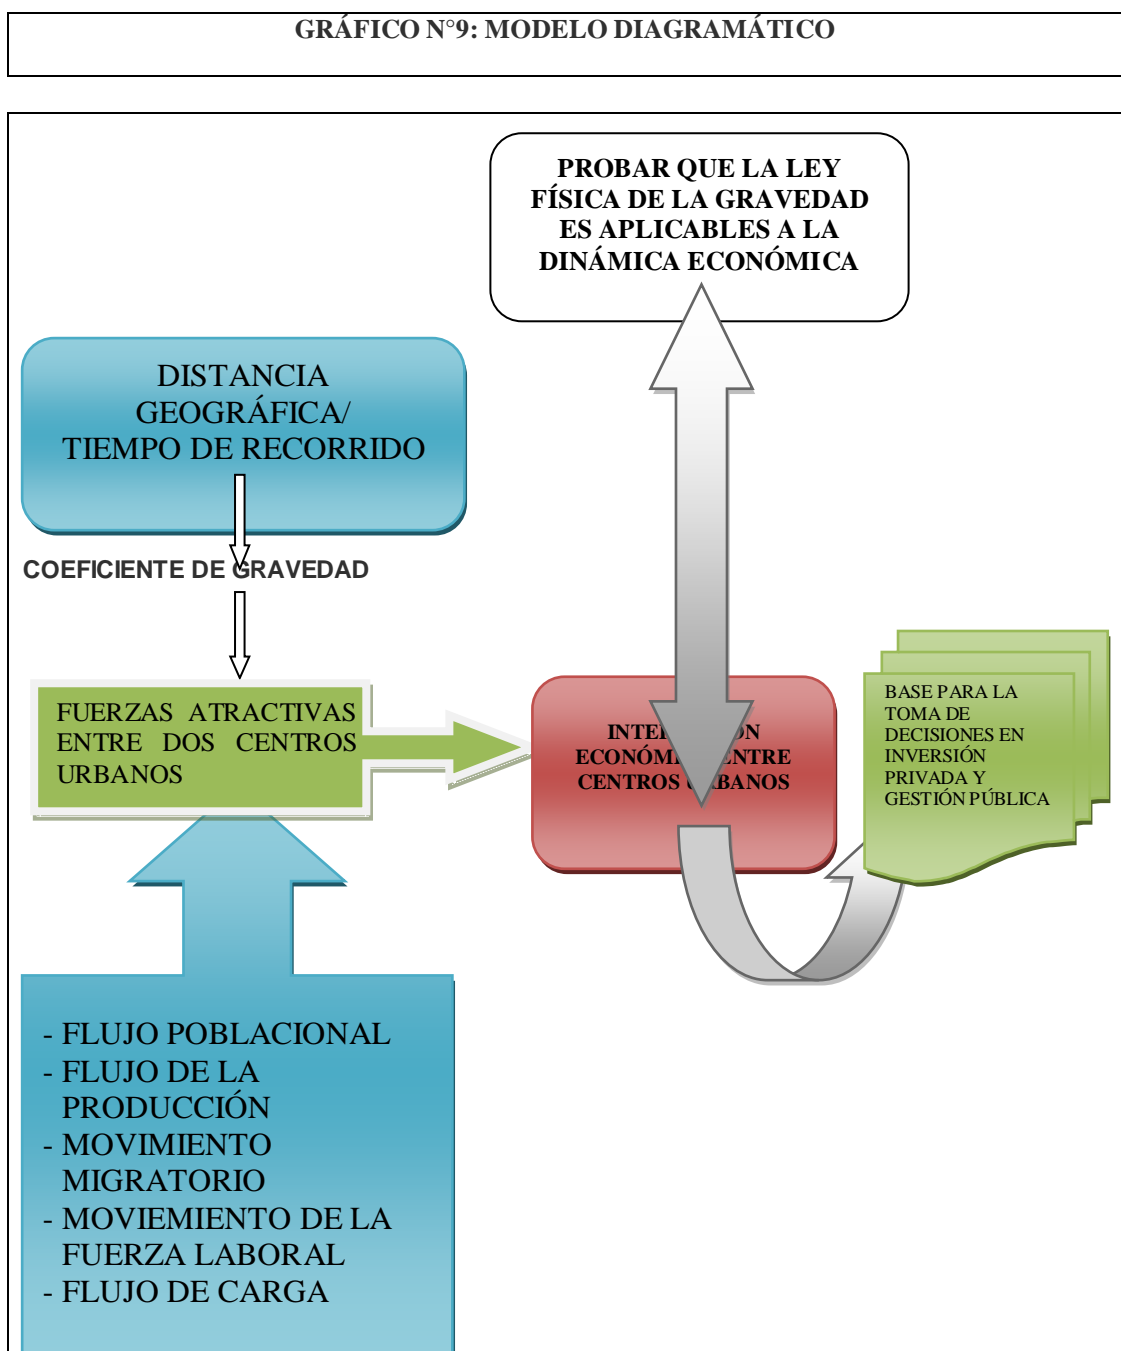 GRÁFICO N°9: MODELO DIAGRAMÁTICO
PROBAR QUE LA LEY
FÍSICA DE LA GRAVEDAD
ES APLICABLES A LA
DINÁMICA ECONÓMICA
DISTANCIA
GEOGRÁFICA/
TIEMPO DE RECORRIDO
COEFICIENTE DE GRAVEDAD
FUERZAS ATRACTIVAS
ENTRE DOS CENTROS
URBANOS
ENTRE
CENTROS
BASE PARA LA
TOMA DE
DECISIONES EN
INVERSIÓN
PRIVADA Y
GESTIÓN PÚBLICA
- FLUJO POBLACIONAL
- FLUJO DE LA
PRODUCCIÓN
- MOVIMIENTO
MIGRATORIO
- MOVIEMIENTO DE LA
FUERZA LABORAL
- FLUJO DE CARGA